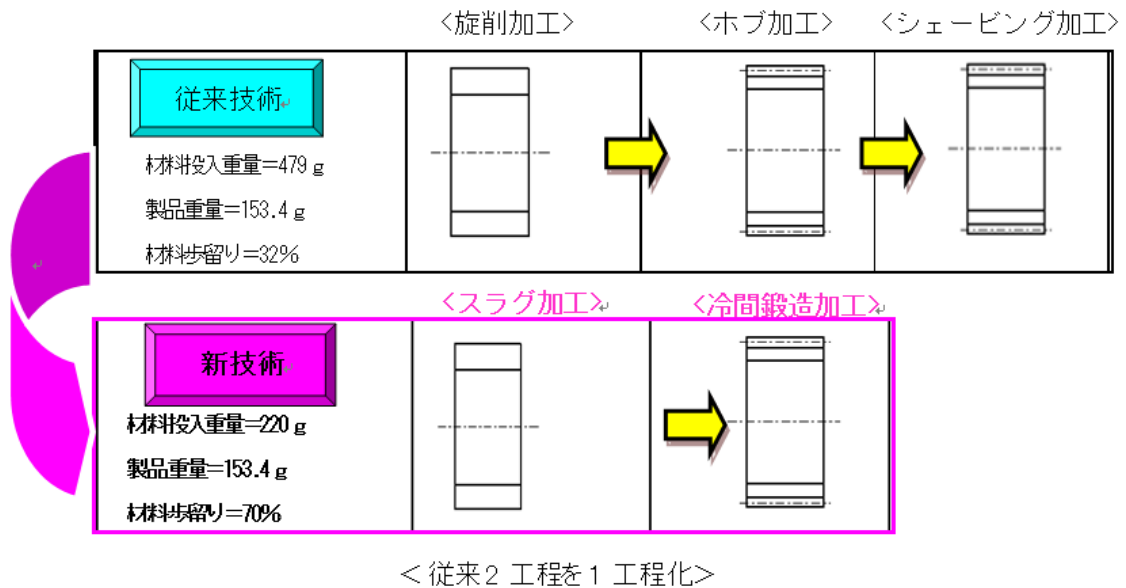 <旋削加工> <ホブ加工> <シェービング加工>
従来技術
材料投入重量=479 g
製品重量=153.4 g
材料歩留り=32%
<スラグ加工> <冷間鍛造加工>
新技術
材料投入重量=220 g
製品重量=153.4 g
材料歩留り=70%
<従来2 工程を1 工程化>